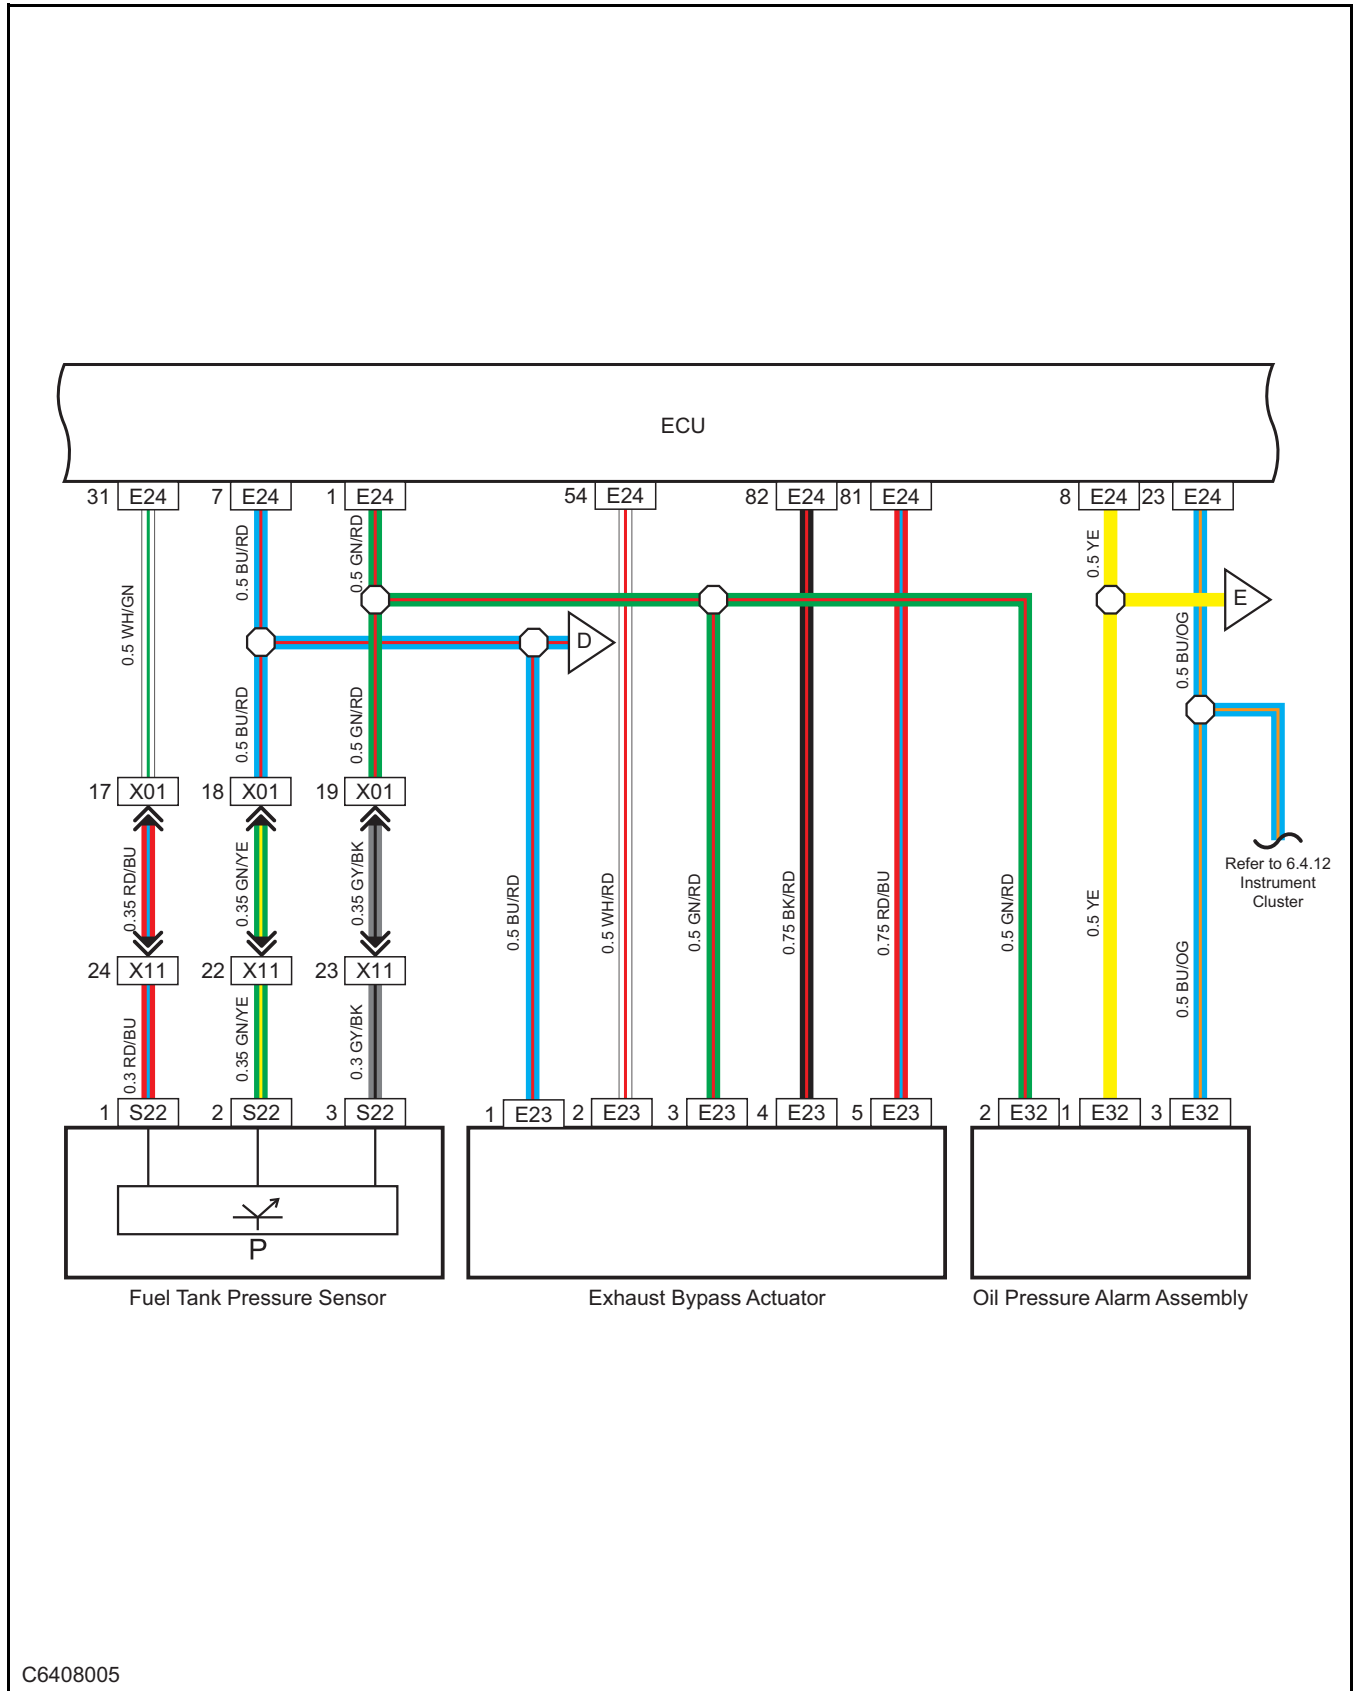 ECU
31 E24 7 E24 1 E24 54 E24 82 E24 81 E24 8 E24 23 E24
0.5 WH/GN
0.5 BU/RD
0.5 GN/RD
0.5 YE
E
D
0.5 BU/OG
0.5 BU/RD
0.5 GN/RD
17 X01 18 X01 19 X01
Refer to 6.4.12
Instrument
Cluster
0.35 RD/BU
0.35 GN/YE
0.35 GY/BK
0.5 BU/RD
0.5 WH/RD
0.5 GN/RD
0.75 BK/RD
0.75 RD/BU
0.5 GN/RD
0.5 YE
0.5 BU/OG
24 X11 22 X11 23 X11
0.3 RD/BU
0.35 GN/YE
0.3 GY/BK
1 S22 2 S22 3 S22 1 E23 2 E23 3 E23 4 E23 5 E23 2 E32 1 E32 3 E32
P
Fuel Tank Pressure Sensor
Exhaust Bypass Actuator
Oil Pressure Alarm Assembly
C6408005